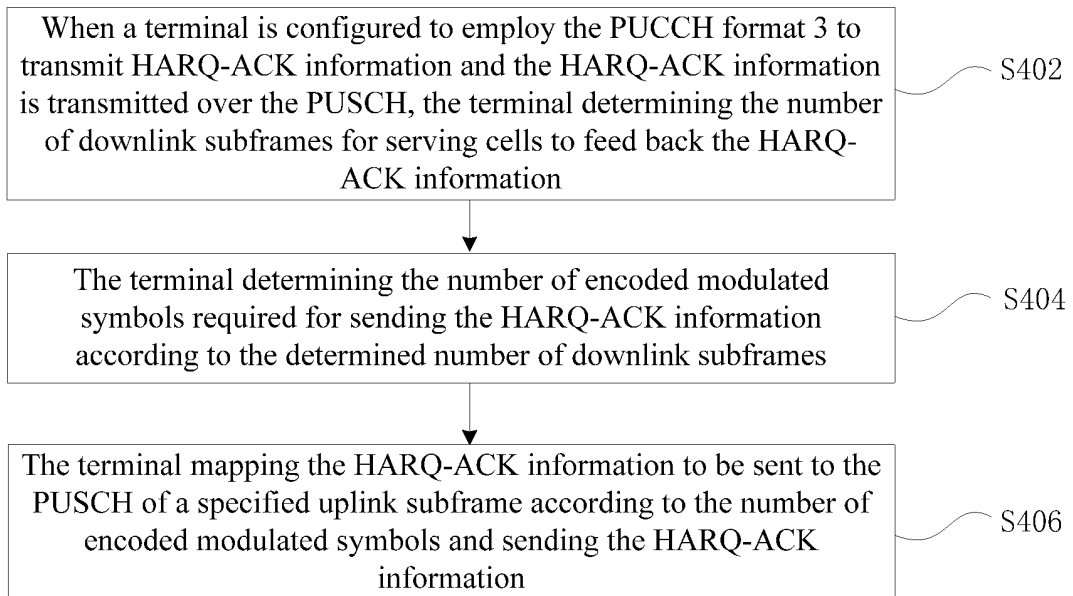 When a terminal is configured to employ the PUCCH format 3 to
transmit HARQ-ACK information and the HARQ-ACK information
is transmitted over the PUSCH, the terminal determining the number
of downlink subframes for serving cells to feed back the HARQ-
ACK information
S402
The terminal determining the number of encoded modulated
symbols required for sending the HARQ-ACK information
according to the determined number of downlink subframes
S404
The terminal mapping the HARQ-ACK information to be sent to the
PUSCH of a specified uplink subframe according to the number of
encoded modulated symbols and sending the HARQ-ACK
information
S406